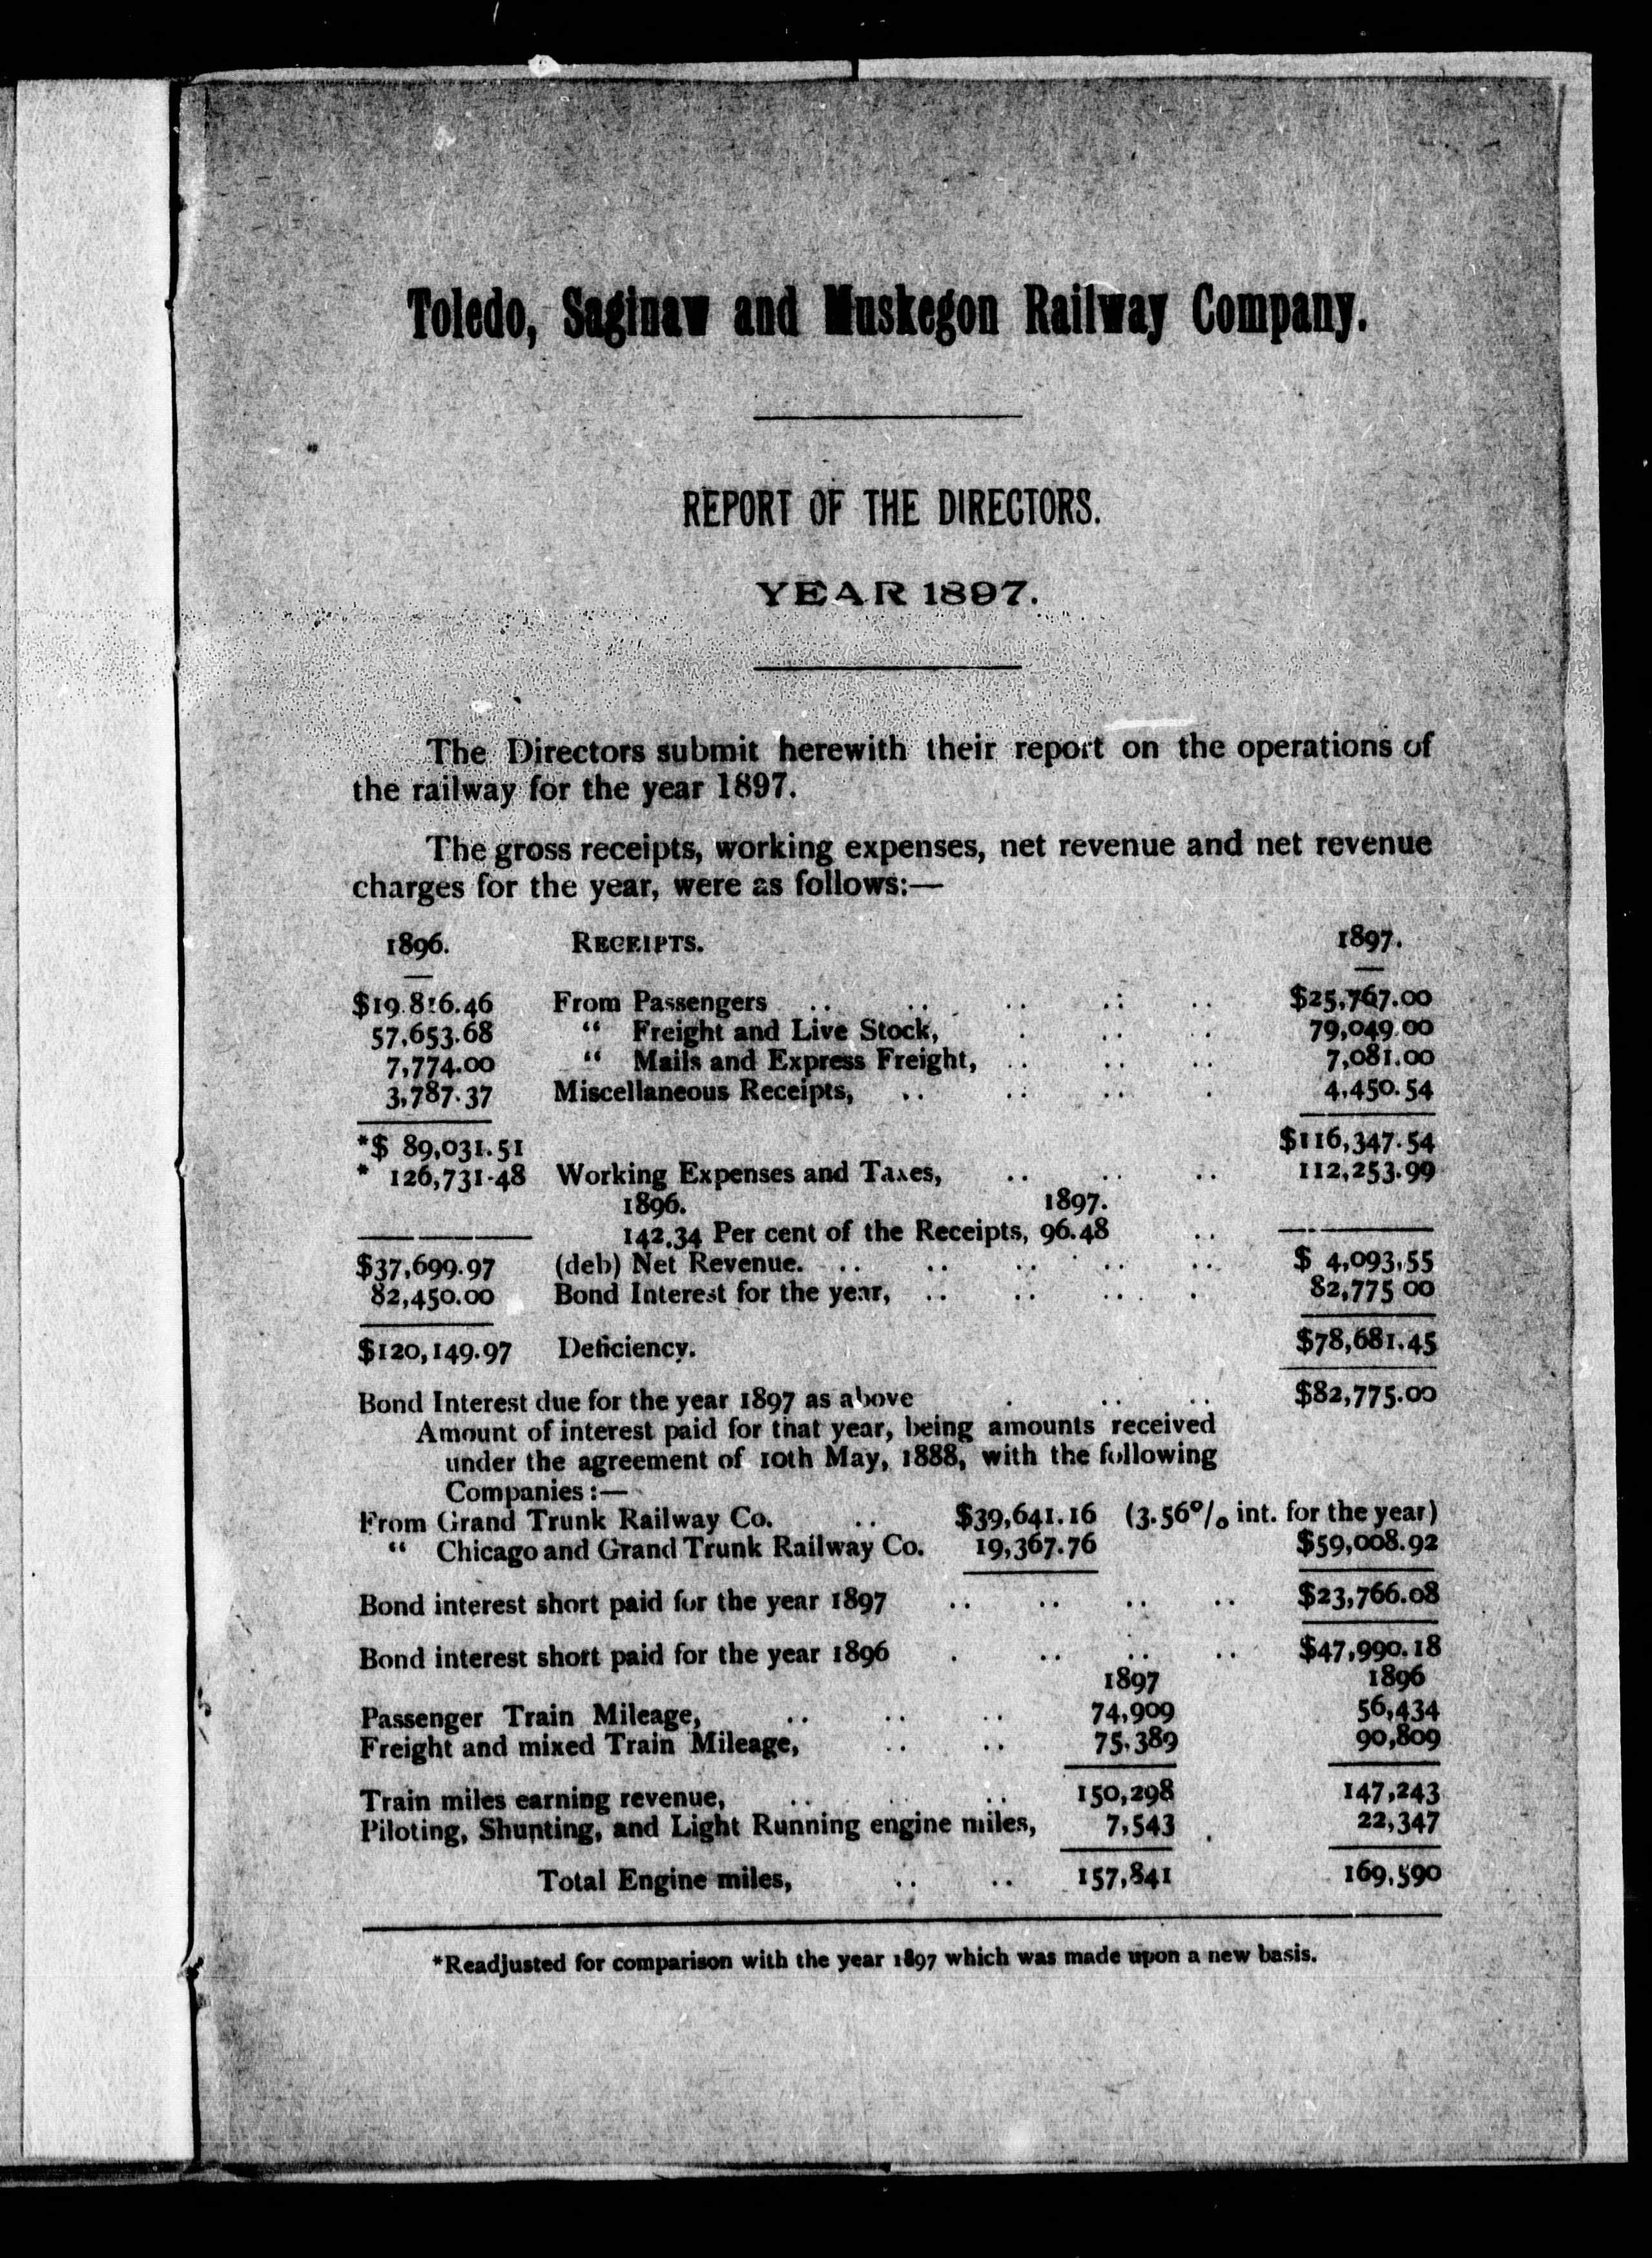 Toledo, Saginaw and Muskegon Railway Company.
REPORT OF THE DIRECTORS.
YEAR 1897.
The Directors submit herewith their report on the operations of
the railway for the year 1897.
The gross receipts, working expenses, net revenue and net revenue
charges for the year, were as follows:—
1896. RECEIPTS. 1897.
$19.816.46 From Passengers .. .. .. .. .. $25,767.00
57,653.68 “ Freight and Live Stock, . .. . 79,049.00
7,774.00 “ Mails and Express Freight, .. .. .. 7,081.00
3,787.37 Miscellaneous Receipts, .. .. .. . 4,450.54
*$ 89,031.51 $116,347.54
* 126,731.48 Working Expenses and Taxes, .. .. .. 112,253.99
1896. 1897.
142.34 Per cent of the Receipts, 96.48 ..
$37,699.97 (deb) Net Revenue. .. .. .. .. .. $ 4,093.55
82,450.00 Bond Interest for the year, .. .. .. . 82,775 00
$120,149.97 Deficiency. $78,681.45
Bond Interest due for the year 1897 as above . .. .. $82,775.00
Amount of interest paid for that year, being amounts received
under the agreement of 10th May, 1888, with the following
Companies:—
From Grand Trunk Railway Co. .. $39,641.16 (3.56% int. for the year)
“ Chicago and Grand Trunk Railway Co. 19,367.76 $59,008.92
Bond interest short paid for the year 1897 .. .. .. .. $23,766.08
Bond interest short paid for the year 1896 . .. .. .. $47,990.18
1897 1896
Passenger Train Mileage, .. .. .. 74,909 56,434
Freight and mixed Train Mileage, .. .. 75,389 90,809
Train miles earning revenue, .. .. .. 150,298 147,243
Piloting, Shunting, and Light Running engine miles, 7,543 22,347
Total Engine miles, .. .. 157,841 169,590
*Readjusted for comparison with the year 1897 which was made upon a new basis.